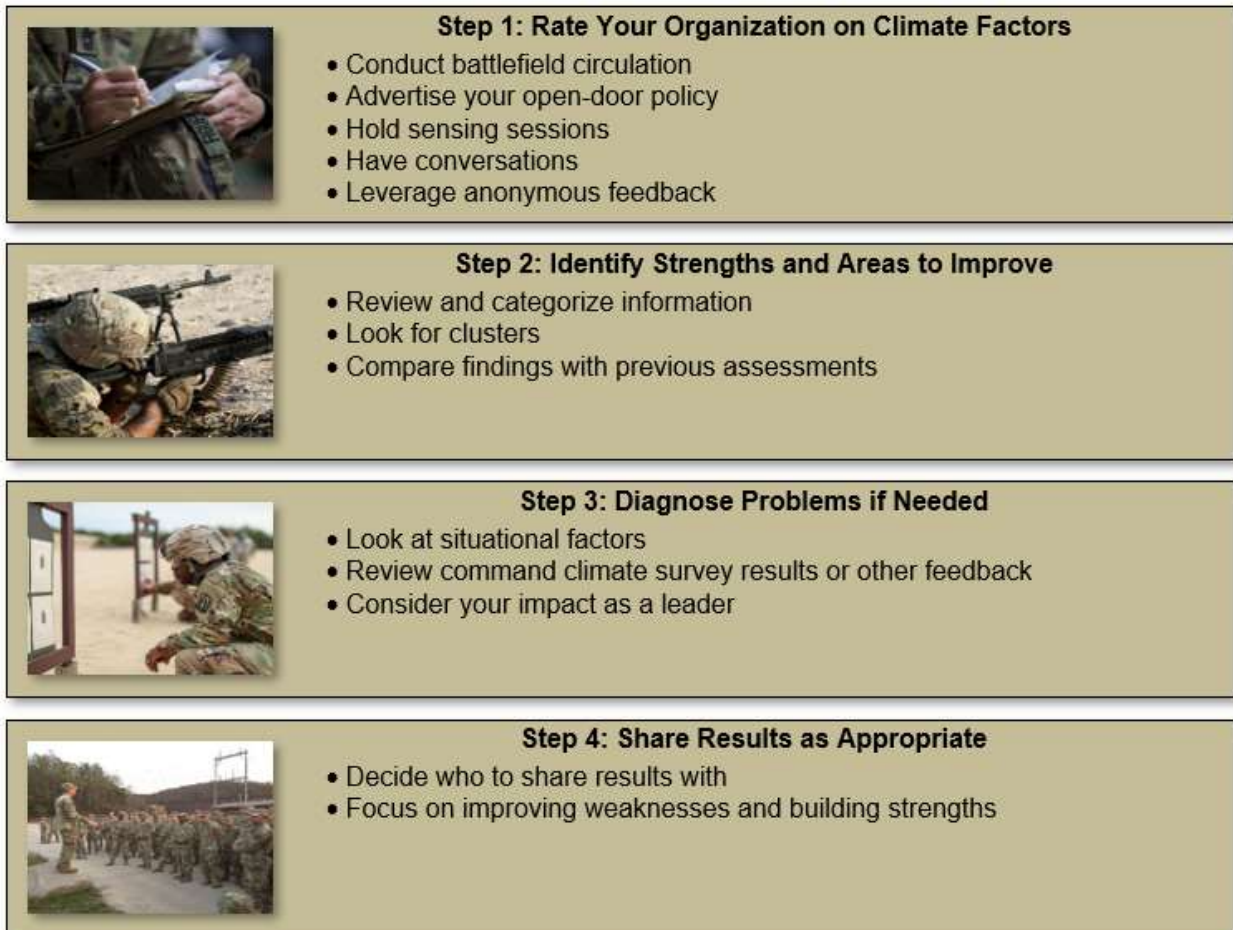 Step 1: Rate Your Organization on Climate Factors
• Conduct battlefield circulation
• Advertise your open-door policy
• Hold sensing sessions
• Have conversations
• Leverage anonymous feedback
Step 2: Identify Strengths and Areas to Improve
• Review and categorize information
• Look for clusters
• Compare findings with previous assessments
Step 3: Diagnose Problems if Needed
• Look at situational factors
• Review command climate survey results or other feedback
• Consider your impact as a leader
Step 4: Share Results as Appropriate
• Decide who to share results with
• Focus on improving weaknesses and building strengths